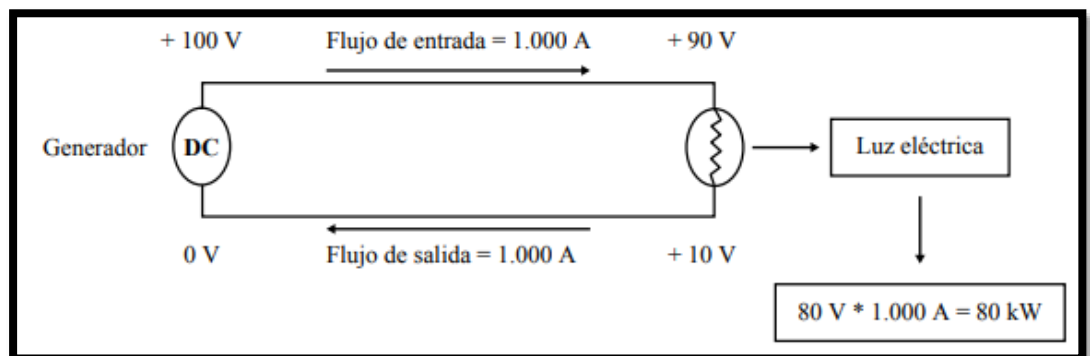 + 100 V
Flujo de entrada = 1.000 A
+ 90 V
Generador
DC
Luz eléctrica
0 V
Flujo de salida = 1.000 A
+ 10 V
80 V * 1.000 A = 80 kW